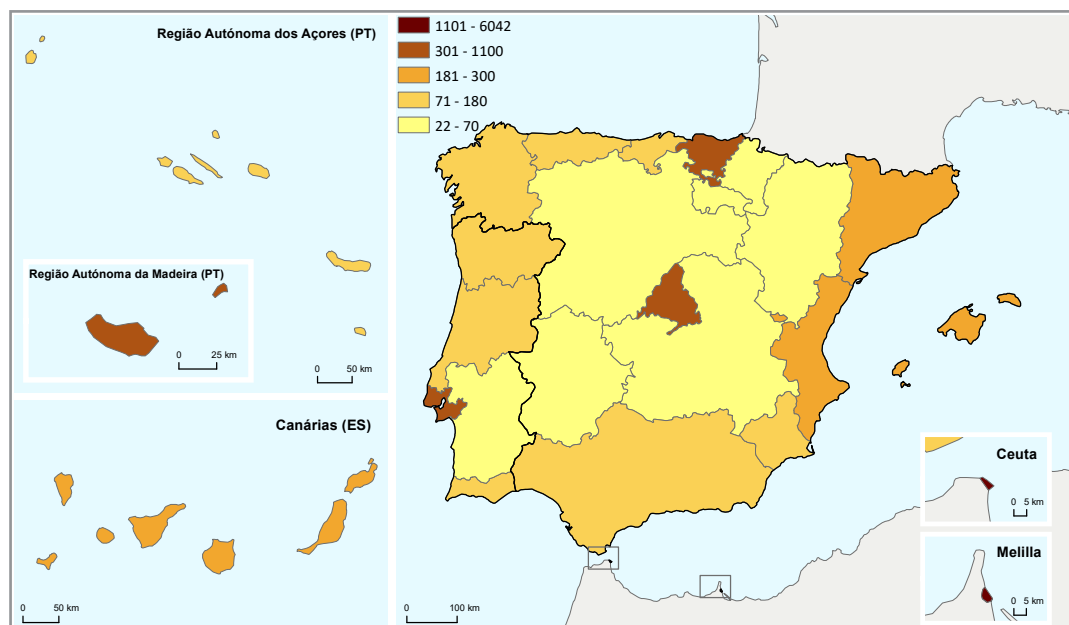 Região Autónoma dos Açores (PT)
1101 - 6042
301 - 1100
181 - 300
71 - 180
22 - 70
Região Autónoma da Madeira (PT)
0 25 km
0 50 km
Canárias (ES)
0 50 km
0 100 km
Ceuta
0 5 km
Melilla
0 5 km